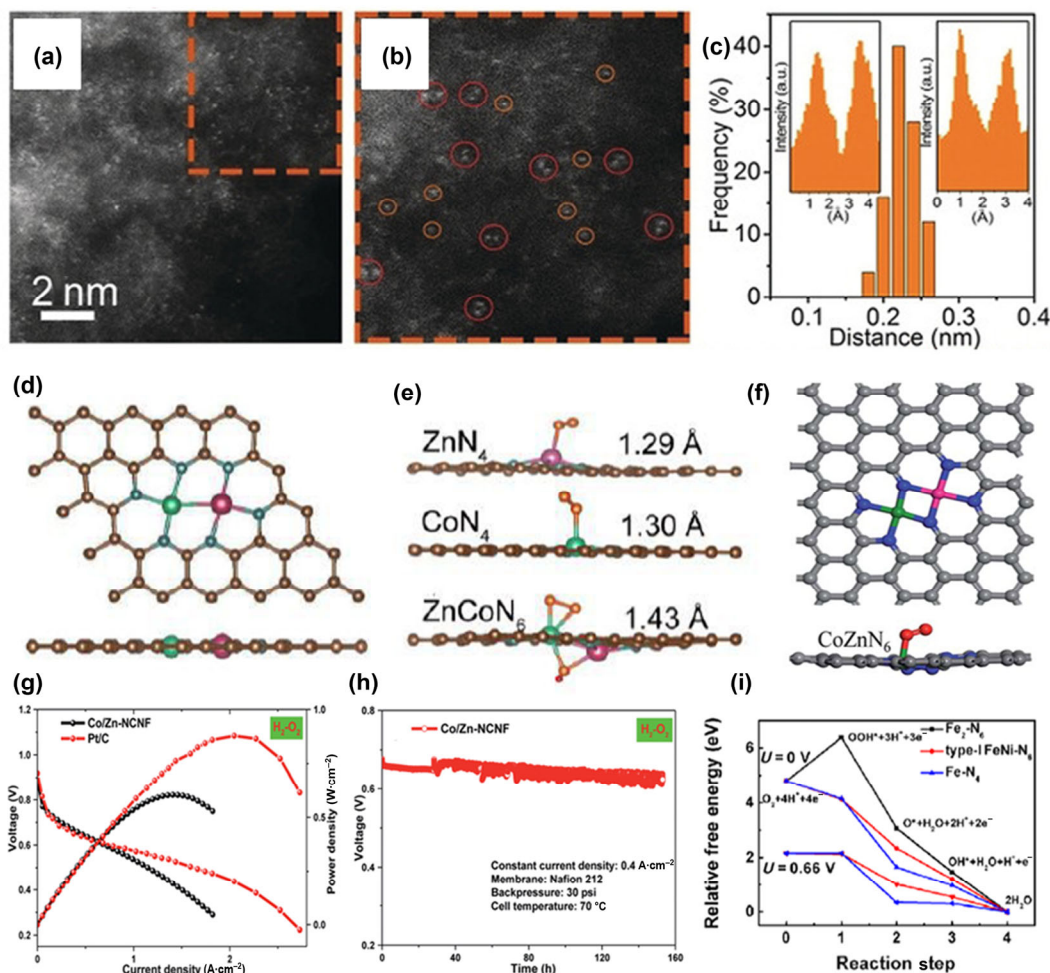 (a)
2 nm
(b)
(c)
Frequency (%)
40
30
20
10
0
Intensity (a.u.)
1 2 3 4
(Å)
Intensity (a.u.)
0 1 2 3 4
(Å)
0.1 0.2 0.3 0.4
Distance (nm)
(d)
(e)
ZnN4 1.29 Å
CoN4 1.30 Å
ZnCoN6 1.43 Å
(f)
CoZnN6
(g)
Co/Zn-NCNF
Pt/C
H2-O2
Voltage (V)
1.2
1.0
0.8
0.6
0.4
0.2
Power density (W·cm−2)
1.0
0.5
0.0
0 1 2
Current density (A·cm−2)
(h)
Co/Zn-NCNF
H2-O2
Voltage (V)
0.8
0.6
0.4
0.2
Constant current density: 0.4 A·cm−2
Membrane: Nafion 212
Backpressure: 30 psi
Cell temperature: 70 °C
0 40 80 120 160
Time (h)
(i)
Relative free energy (eV)
6
4
2
0
OOH*+3H++3e−
Fe2-N6
type-I FeNi-N6
Fe-N4
U = 0 V
O2+4H++4e−
O*+H2O+2H++2e−
OH*+H2O+H++e−
U = 0.66 V
2H2O
0 1 2 3 4
Reaction step